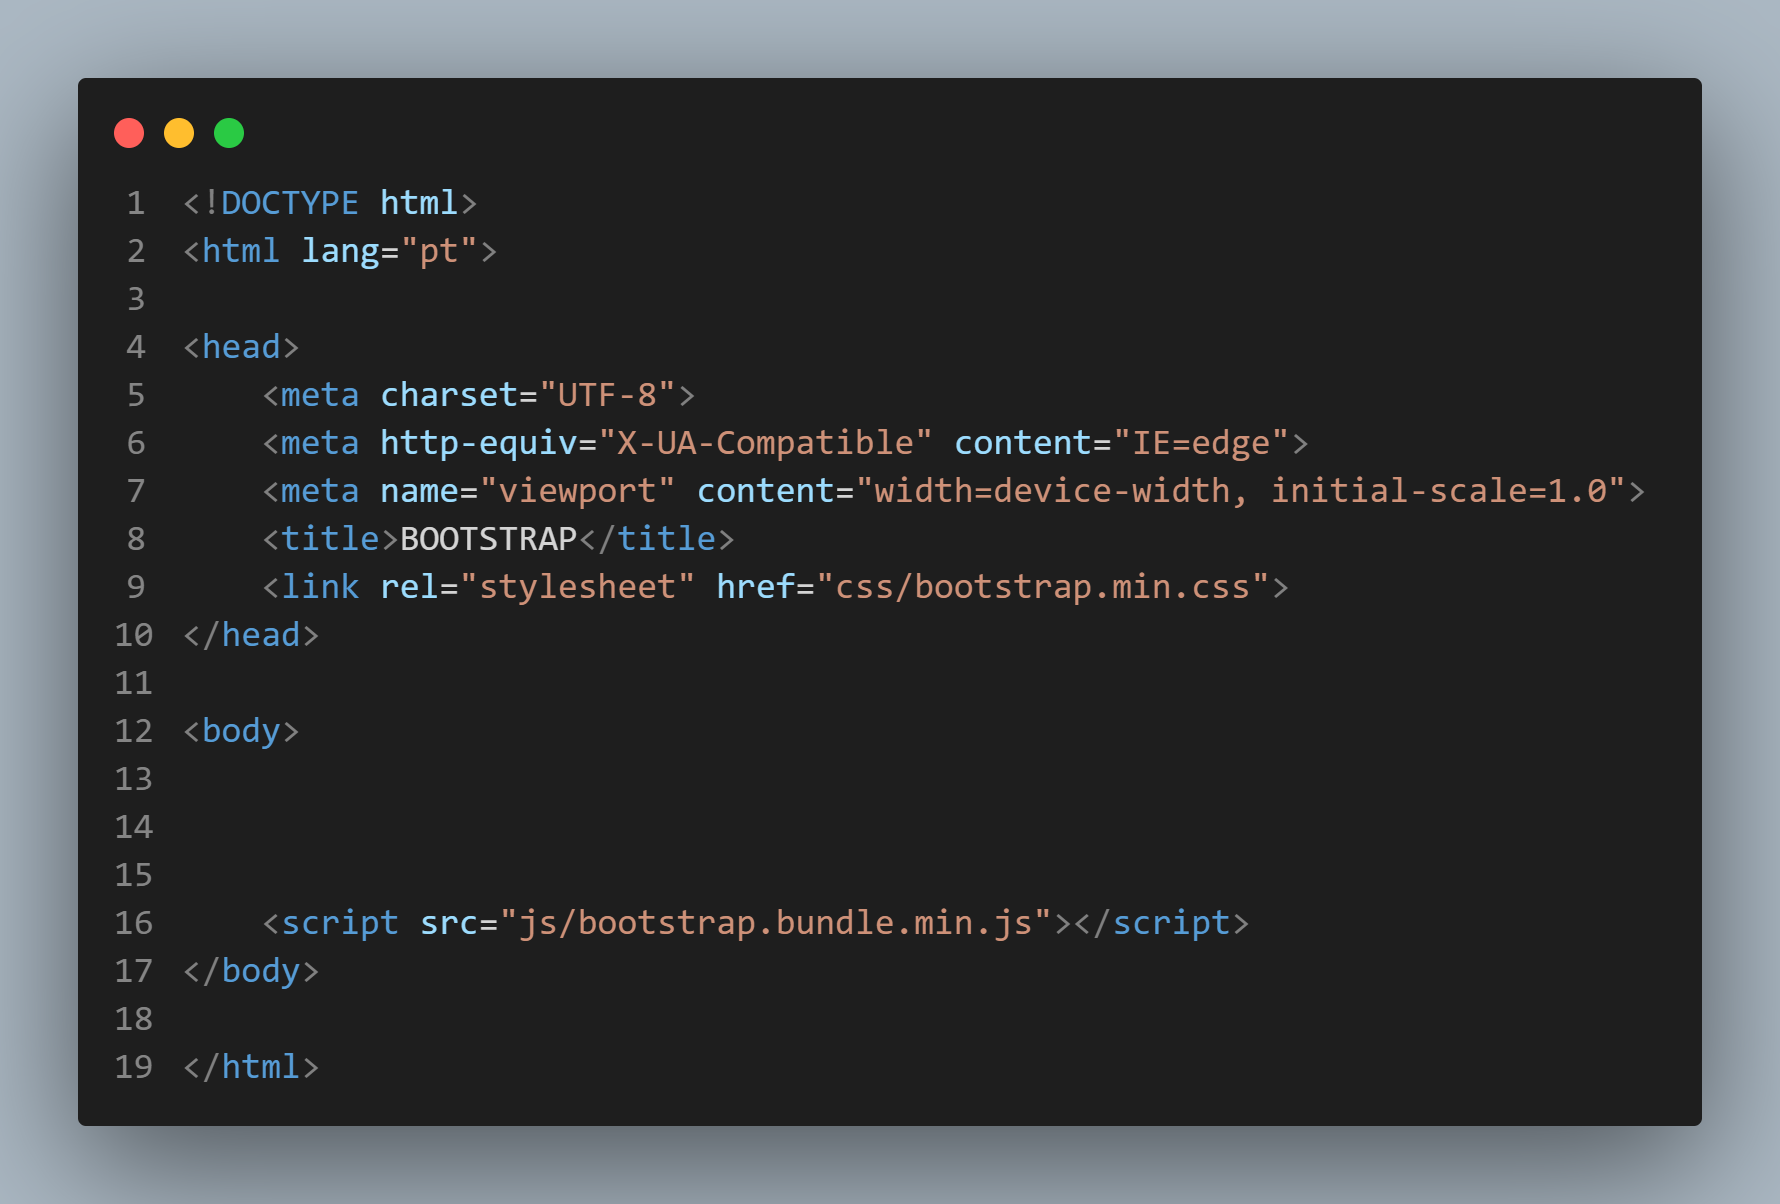 1 <!DOCTYPE html>
2 <html lang="pt">
3
4 <head>
5     <meta charset="UTF-8">
6     <meta http-equiv="X-UA-Compatible" content="IE=edge">
7     <meta name="viewport" content="width=device-width, initial-scale=1.0">
8     <title>BOOTSTRAP</title>
9     <link rel="stylesheet" href="css/bootstrap.min.css">
10 </head>
11
12 <body>
13
14
15
16     <script src="js/bootstrap.bundle.min.js"></script>
17 </body>
18
19 </html>